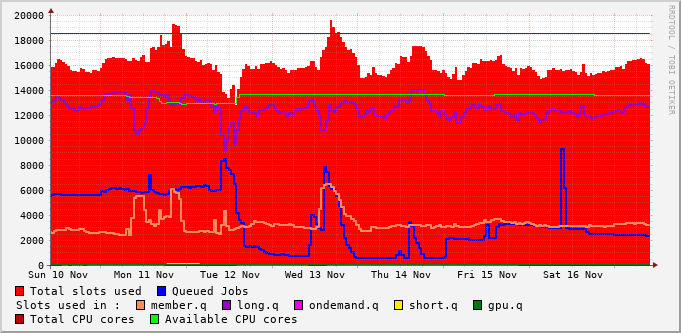 20000
18000
16000
14000
12000
10000
8000
6000
4000
2000
0
Sun 10 Nov Mon 11 Nov Tue 12 Nov Wed 13 Nov Thu 14 Nov Fri 15 Nov Sat 16 Nov
Total slots used Queued Jobs
Slots used in : member.q long.q ondemand.q short.q gpu.q
Total CPU cores Available CPU cores
RRDTOOL / TOBI OETIKER